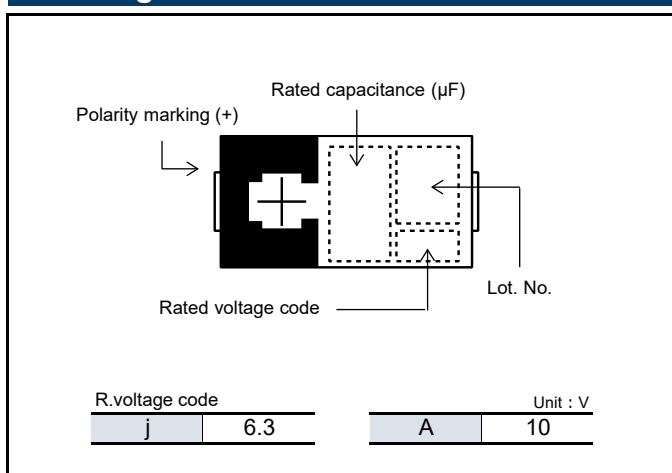 Rated capacitance (μF)
Polarity marking (+)
Lot. No.
Rated voltage code
R.voltage code
Unit : V
j 6.3 A 10